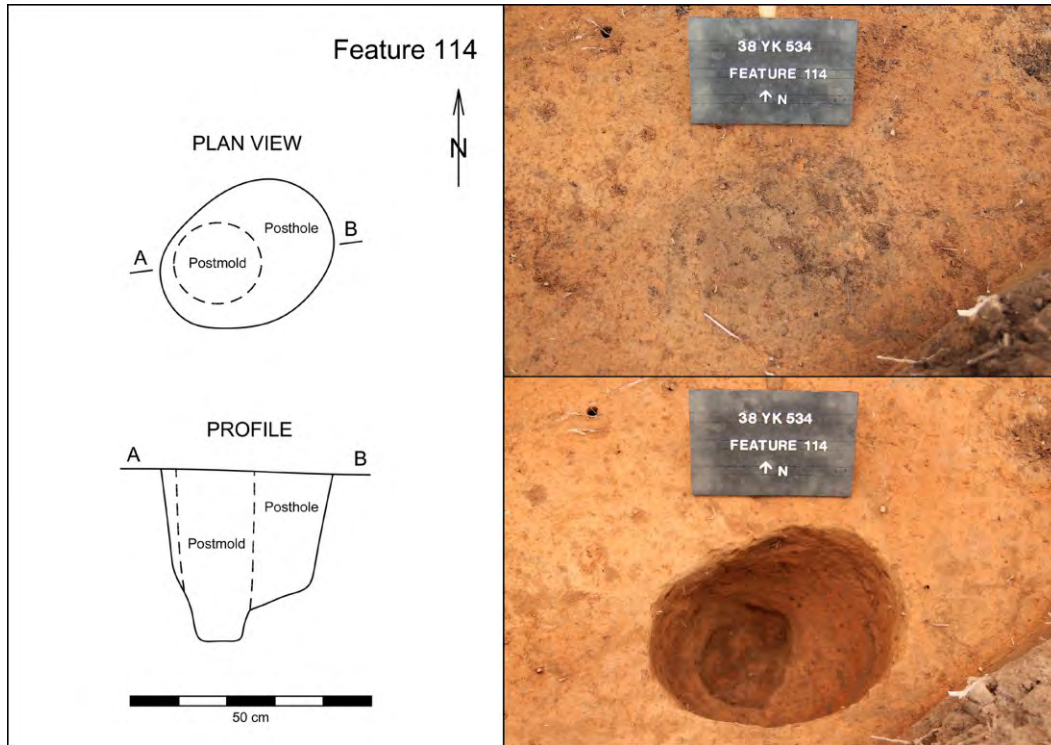 Feature 114
N
PLAN VIEW
Posthole
B
A
Postmold
PROFILE
A
B
Posthole
Postmold
50 cm
38 YK 534
FEATURE 114
↑ N
38 YK 534
FEATURE 114
↑ N